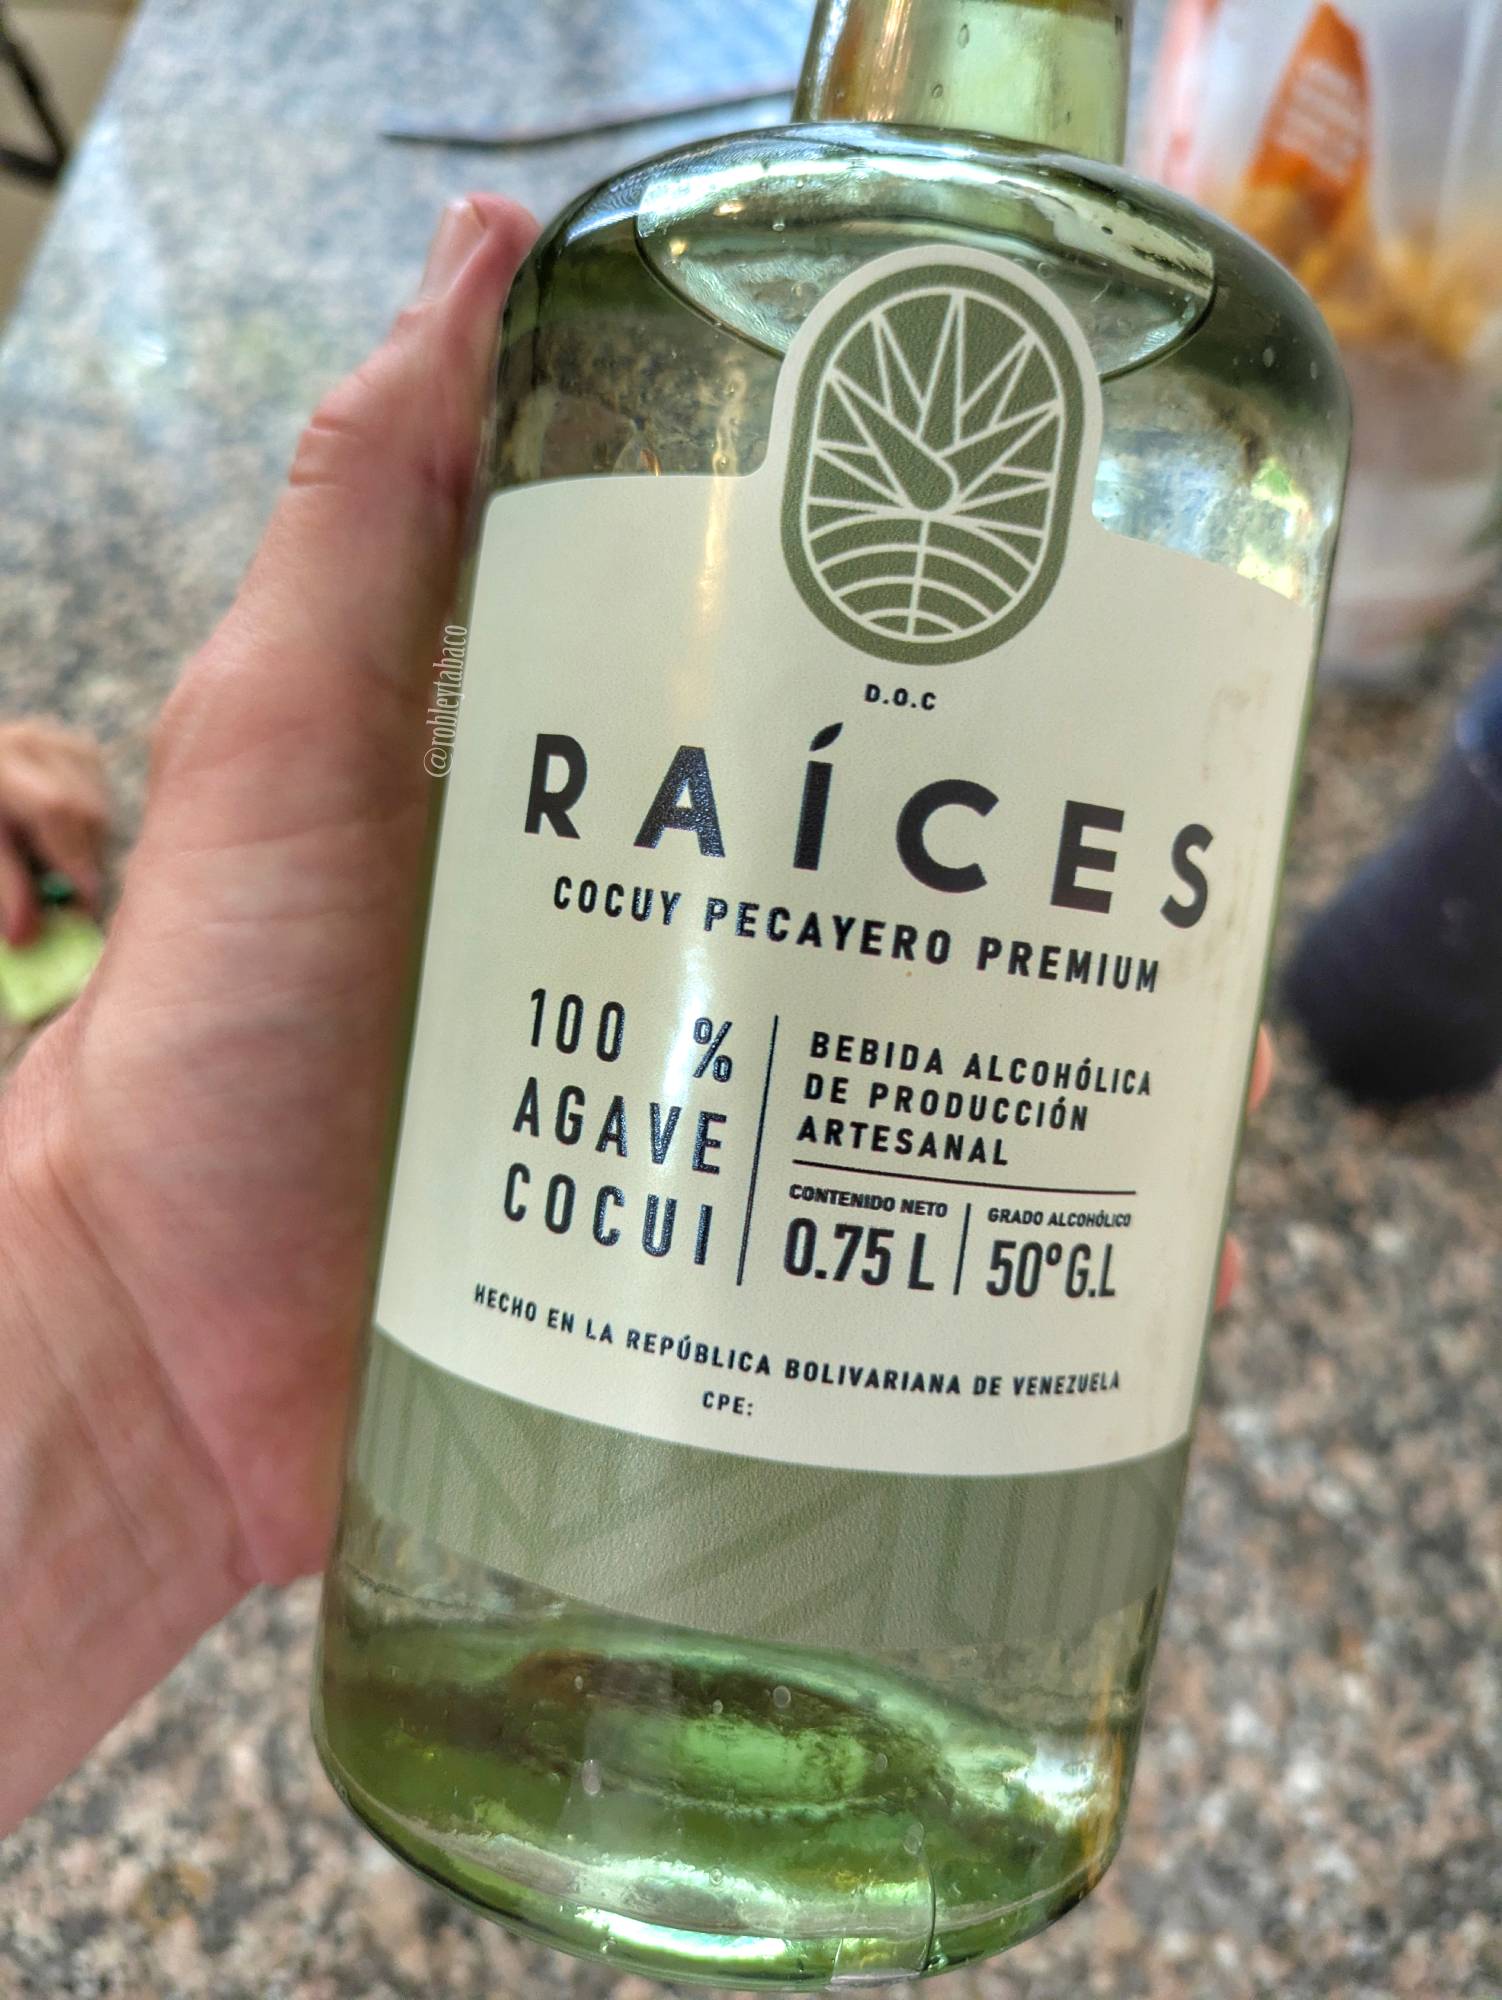 D.O.C
RAÍCES
COCUY PECAYERO PREMIUM
100 %
AGAVE
COCUI
BEBIDA ALCOHÓLICA
DE PRODUCCIÓN
ARTESANAL
CONTENIDO NETO
0.75 L
GRADO ALCOHÓLICO
50º G.L
HECHO EN LA REPÚBLICA BOLIVARIANA DE VENEZUELA
CPE:
@robleytabaco